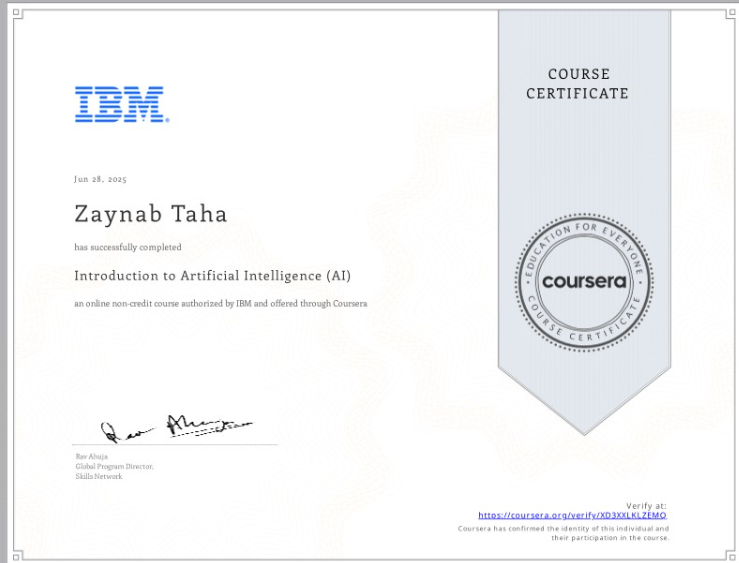 IBM
Jun 28, 2025
Zaynab Taha
has successfully completed
Introduction to Artificial Intelligence (AI)
an online non-credit course authorized by IBM and offered through Coursera
Rav Ahuja
Global Program Director,
Skills Network
COURSE
CERTIFICATE
EDUCATION FOR EVERYONE
coursera
COURSE CERTIFICATE
Verify at:
https://coursera.org/verify/XD3XXLKLZEMO
Coursera has confirmed the identity of this individual and
their participation in the course.